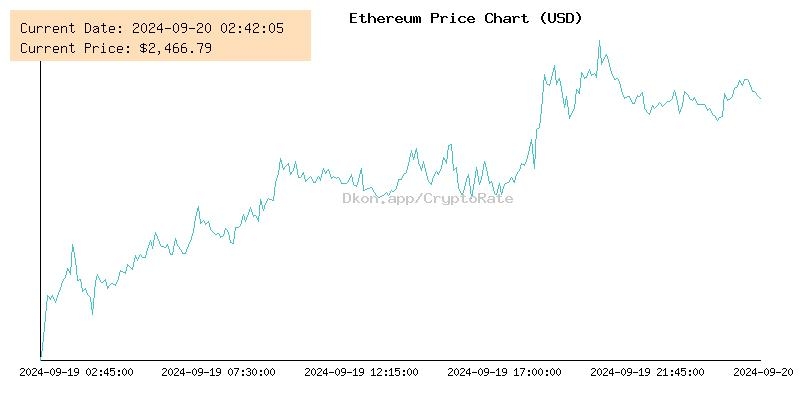 Ethereum Price Chart (USD)
Current Date: 2024-09-20 02:42:05
Current Price: $2,466.79
Dkon.app/CryptoRate
2024-09-19 02:45:00 2024-09-19 07:30:00 2024-09-19 12:15:00 2024-09-19 17:00:00 2024-09-19 21:45:00 2024-09-20